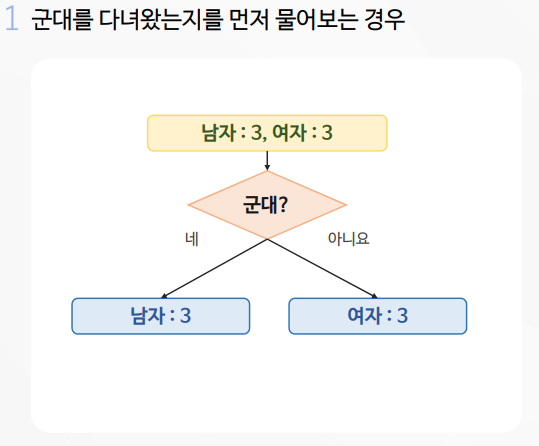 1 군대를 다녀왔는지를 먼저 물어보는 경우
남자 : 3, 여자 : 3
군대?
네
아니요
남자 : 3
여자 : 3